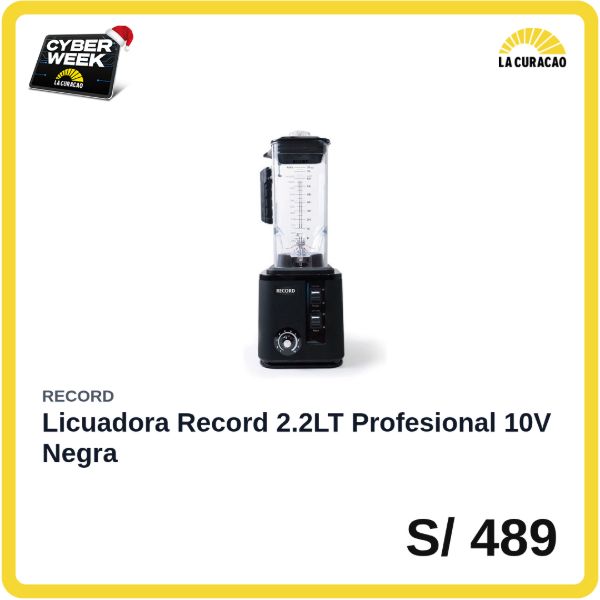 CYBER
WEEK
LA CURACAO
LA CURACAO
RECORD
RECORD
Licuadora Record 2.2LT Profesional 10V
Negra
S/ 489